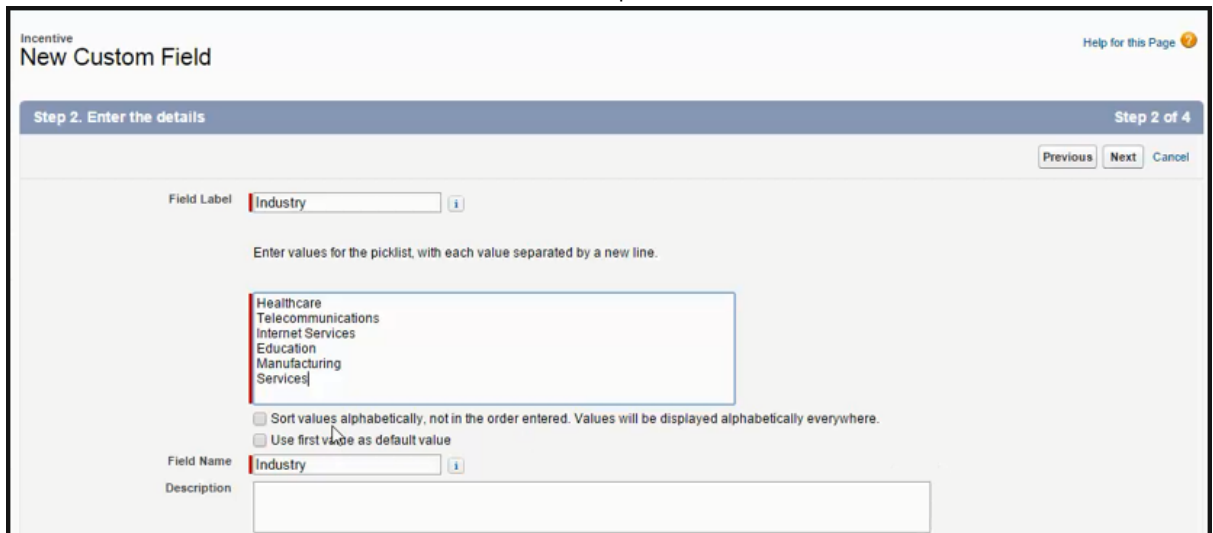 Incentive
New Custom Field
Help for this Page
Step 2. Enter the details
Step 2 of 4
Previous Next Cancel
Field Label Industry
Enter values for the picklist, with each value separated by a new line.
Healthcare
Telecommunications
Internet Services
Education
Manufacturing
Services
Sort values alphabetically, not in the order entered. Values will be displayed alphabetically everywhere.
Use first value as default value
Field Name Industry
Description